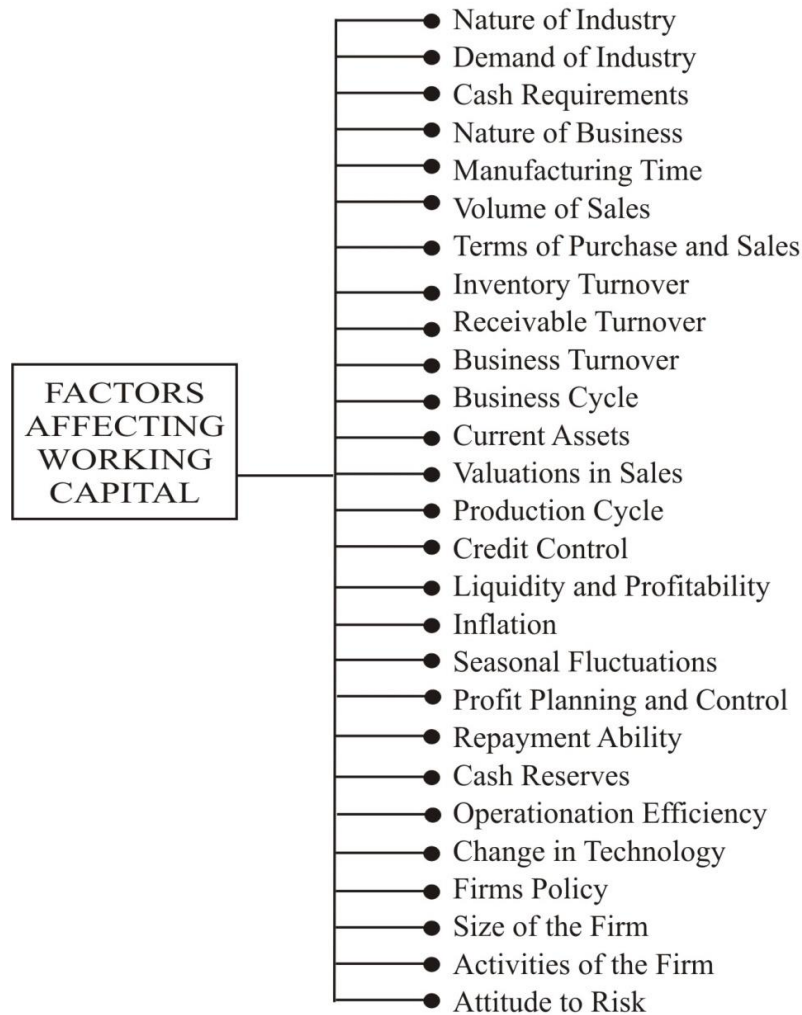 FACTORS
AFFECTING
WORKING
CAPITAL
Nature of Industry
Demand of Industry
Cash Requirements
Nature of Business
Manufacturing Time
Volume of Sales
Terms of Purchase and Sales
Inventory Turnover
Receivable Turnover
Business Turnover
Business Cycle
Current Assets
Valuations in Sales
Production Cycle
Credit Control
Liquidity and Profitability
Inflation
Seasonal Fluctuations
Profit Planning and Control
Repayment Ability
Cash Reserves
Operationation Efficiency
Change in Technology
Firms Policy
Size of the Firm
Activities of the Firm
Attitude to Risk